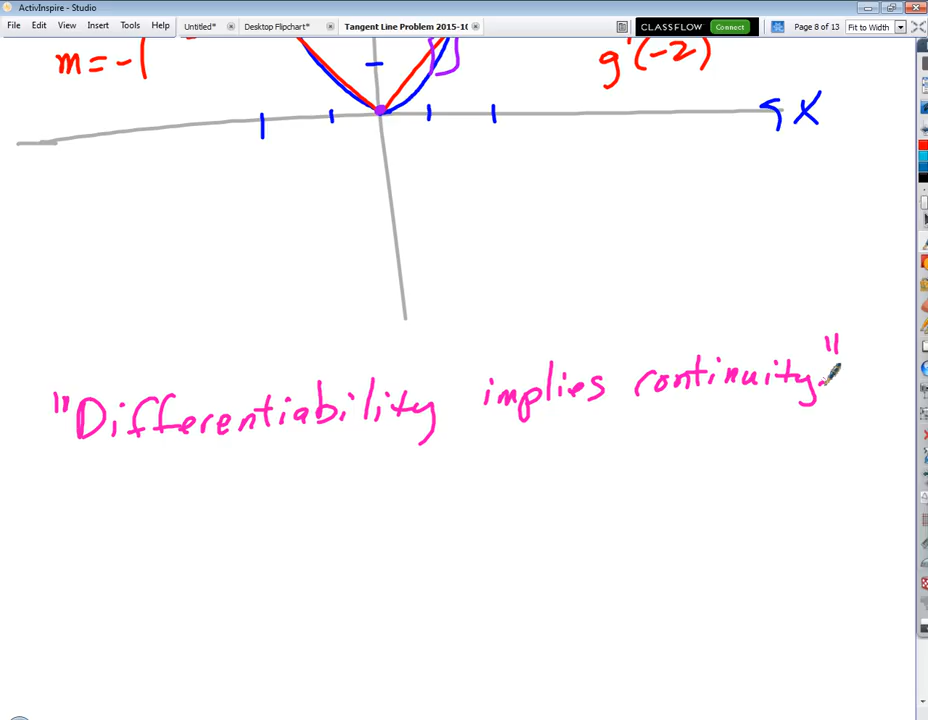 ActivInspire - Studio
File Edit View Insert Tools Help Untitled* Desktop Flipchart* Tangent Line Problem 2015-10 CLASSFLOW Connect Page 8 of 13 Fit to Width
m = -1 g'(-2)
X
"Differentiability implies continuity."